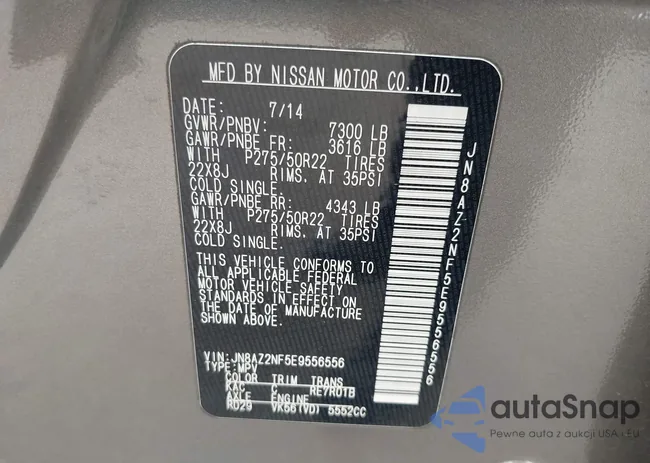 MFD BY NISSAN MOTOR CO.,LTD.
DATE: 7/14
GVWR/PNBV: 7300 LB
GAWR/PNBE FR: 3616 LB
WITH P275/50R22 TIRES
22X8J RIMS. AT 35PSI
COLD SINGLE.
GAWR/PNBE RR: 4343 LB
WITH P275/50R22 TIRES
22X8J RIMS. AT 35PSI
COLD SINGLE.
THIS VEHICLE CONFORMS TO
ALL APPLICABLE FEDERAL
MOTOR VEHICLE SAFETY
STANDARDS IN EFFECT ON
THE DATE OF MANUFACTURE
SHOWN ABOVE.
VIN: JN8AZ2NF5E9556556
TYPE: MPV
COLOR TRIM TRANS
KAC C RE7R01B
AXLE ENGINE
RD29 VK56(VD) 5552CC
JN8AZ2NF5E9556556
autoSnap
Pewne auta z aukcji USA i EU